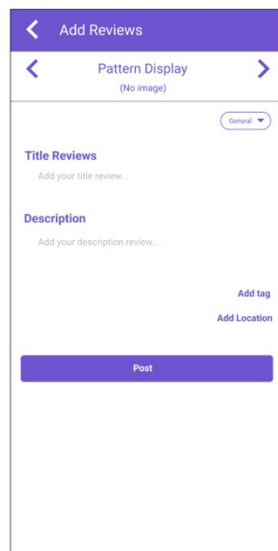 Add Reviews
Pattern Display
(No image)
General
Title Reviews
Add your title review...
Description
Add your description review...
Add tag
Add Location
Post